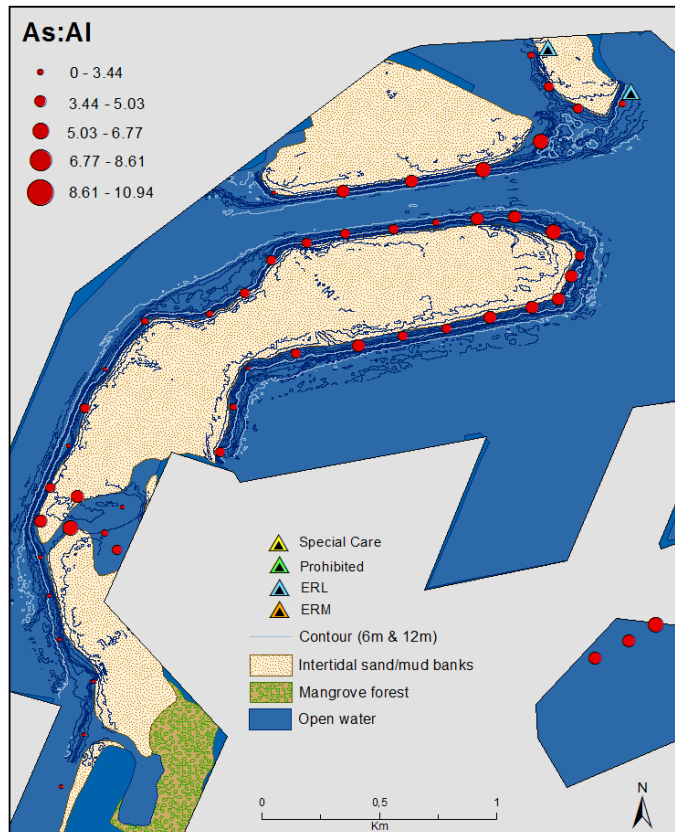 As:Al
0 - 3.44
3.44 - 5.03
5.03 - 6.77
6.77 - 8.61
8.61 - 10.94
Special Care
Prohibited
ERL
ERM
Contour (6m & 12m)
Intertidal sand/mud banks
Mangrove forest
Open water
N
0 0,5 1
Km